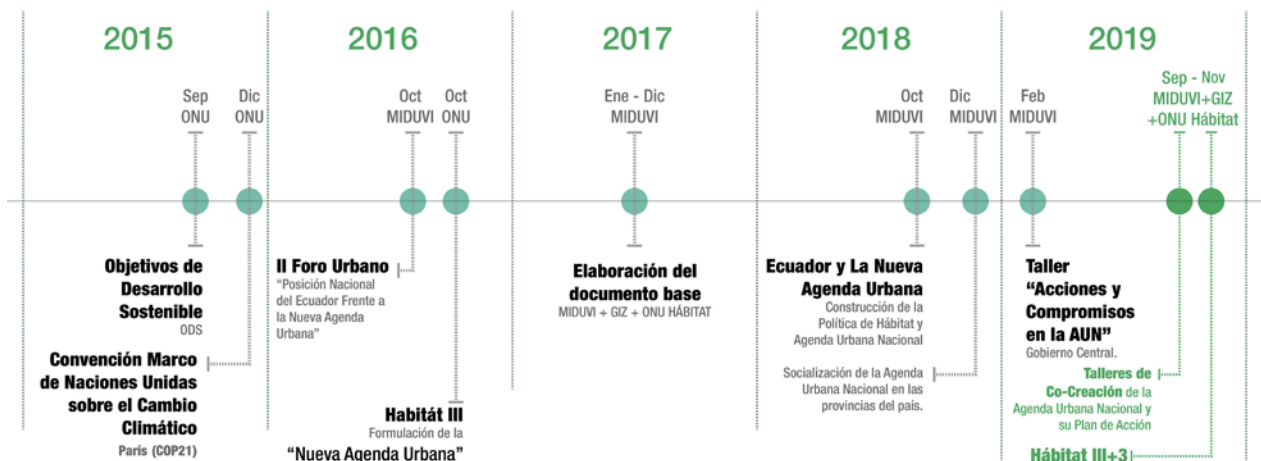 2015
2016
2017
2018
2019
Sep
ONU
Dic
ONU
Oct
MIDUVI
Oct
ONU
Ene - Dic
MIDUVI
Oct
MIDUVI
Dic
MIDUVI
Feb
MIDUVI
Sep - Nov
MIDUVI+GIZ
+ONU Hábitat
Objetivos de
Desarrollo
Sostenible
ODS
Convención Marco
de Naciones Unidas
sobre el Cambio
Climático
París (COP21)
II Foro Urbano
“Posición Nacional
del Ecuador Frente a
la Nueva Agenda
Urbana”
Habitát III
Formulación de la
“Nueva Agenda Urbana”
Elaboración del
documento base
MIDUVI + GIZ + ONU HÁBITAT
Ecuador y La Nueva
Agenda Urbana
Construcción de la
Política de Hábitat y
Agenda Urbana Nacional
Socialización de la Agenda
Urbana Nacional en las
provincias del país.
Taller
“Acciones y
Compromisos
en la AUN”
Gobierno Central.
Talleres de
Co-Creación de la
Agenda Urbana Nacional y
su Plan de Acción
Hábitat III+3